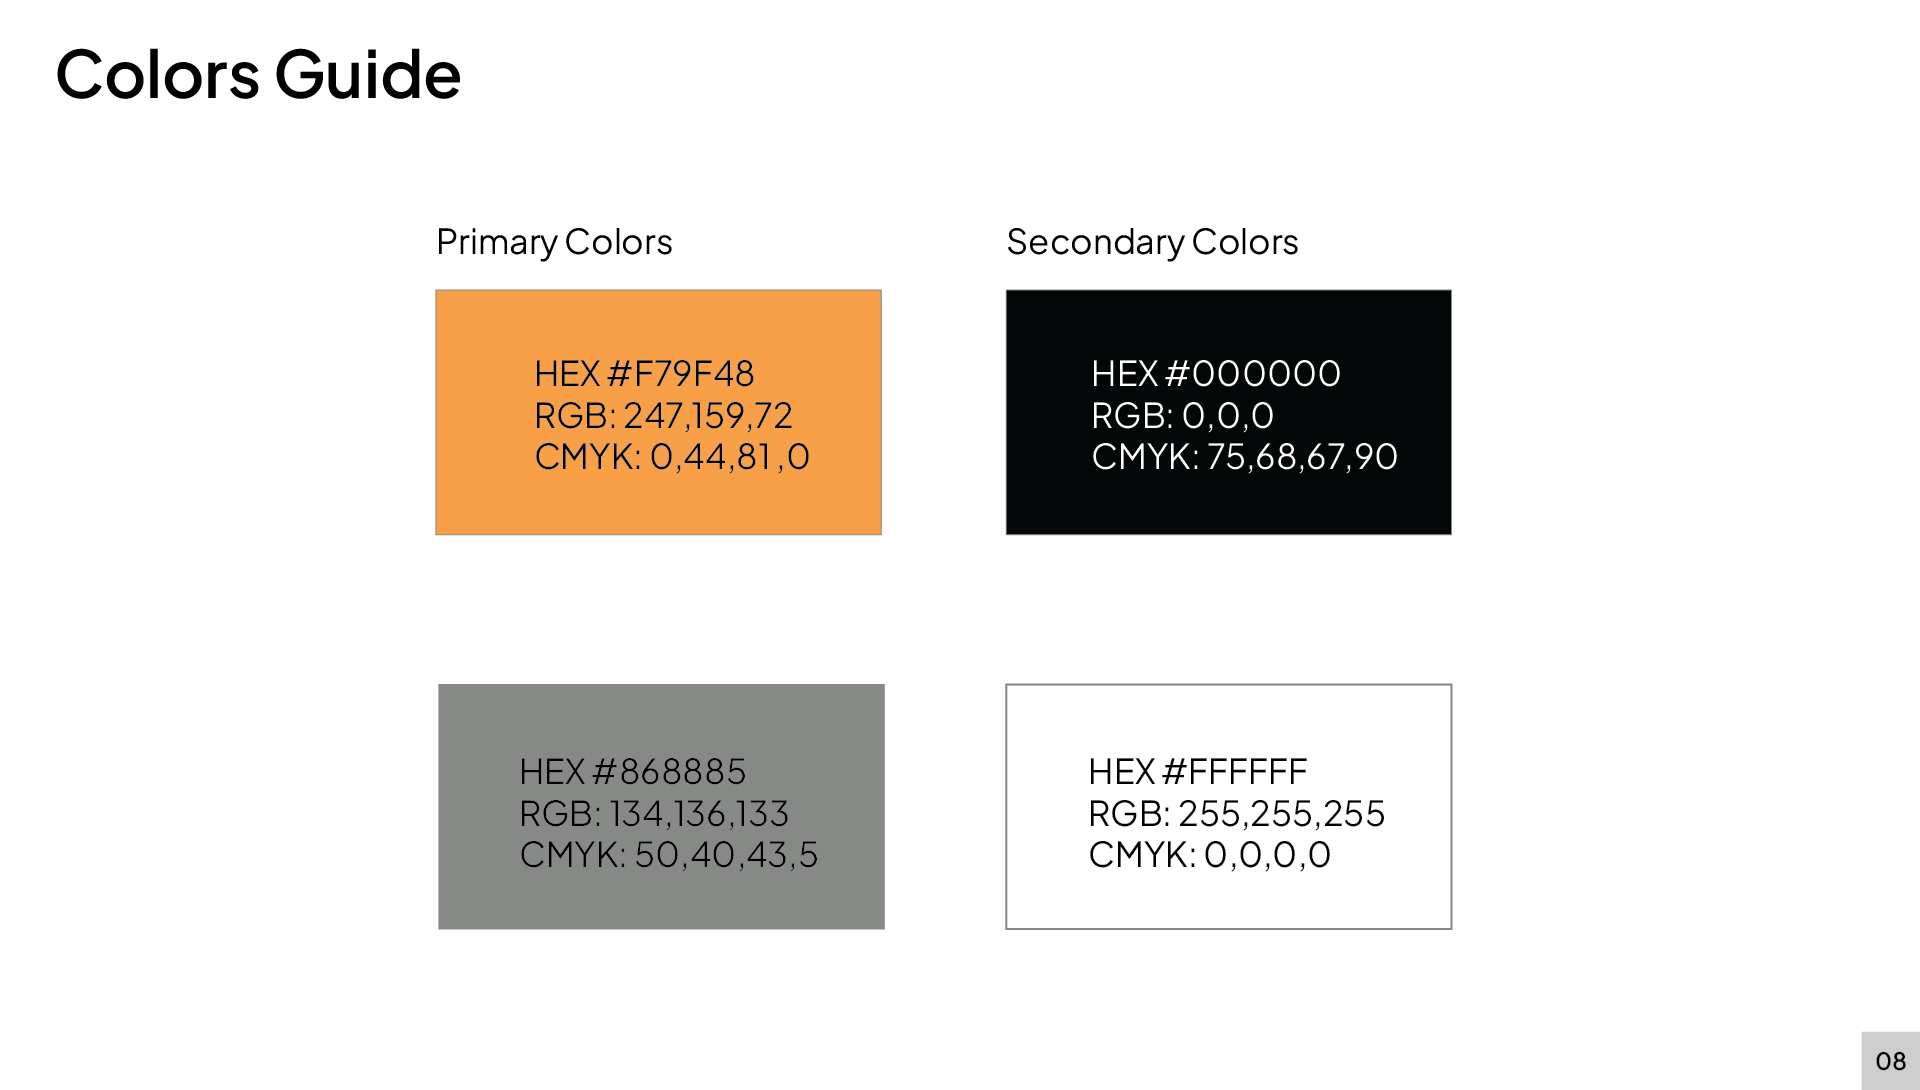 Colors Guide
Primary Colors
HEX #F79F48
RGB: 247,159,72
CMYK: 0,44,81,0
HEX #868885
RGB: 134,136,133
CMYK: 50,40,43,5
Secondary Colors
HEX #000000
RGB: 0,0,0
CMYK: 75,68,67,90
HEX #FFFFFF
RGB: 255,255,255
CMYK: 0,0,0,0
08